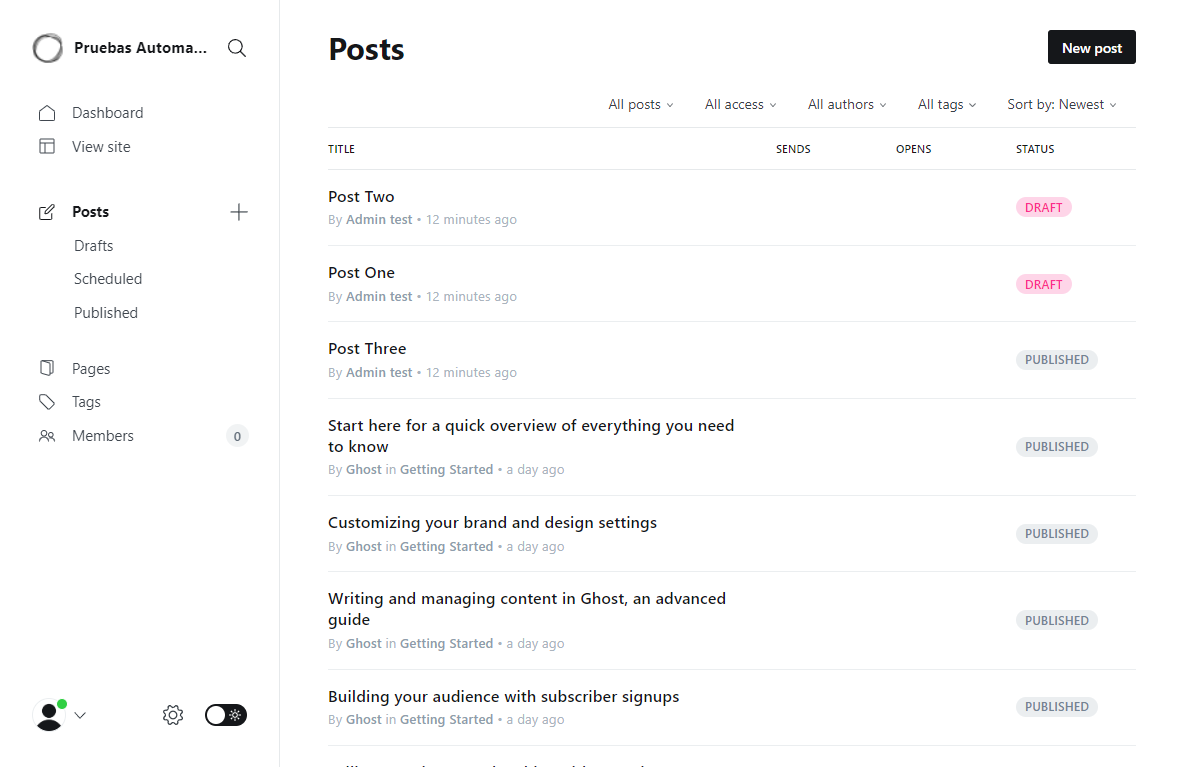 Pruebas Automa...
Dashboard
View site
Posts
Drafts
Scheduled
Published
Pages
Tags
Members 0
Posts
New post
All posts All access All authors All tags Sort by: Newest
TITLE SENDS OPENS STATUS
Post Two
By Admin test • 12 minutes ago
DRAFT
Post One
By Admin test • 12 minutes ago
DRAFT
Post Three
By Admin test • 12 minutes ago
PUBLISHED
Start here for a quick overview of everything you need
to know
By Ghost in Getting Started • a day ago
PUBLISHED
Customizing your brand and design settings
By Ghost in Getting Started • a day ago
PUBLISHED
Writing and managing content in Ghost, an advanced
guide
By Ghost in Getting Started • a day ago
PUBLISHED
Building your audience with subscriber signups
By Ghost in Getting Started • a day ago
PUBLISHED